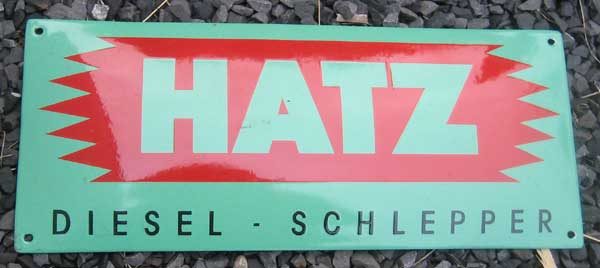 HATZ
DIESEL - SCHLEPPER